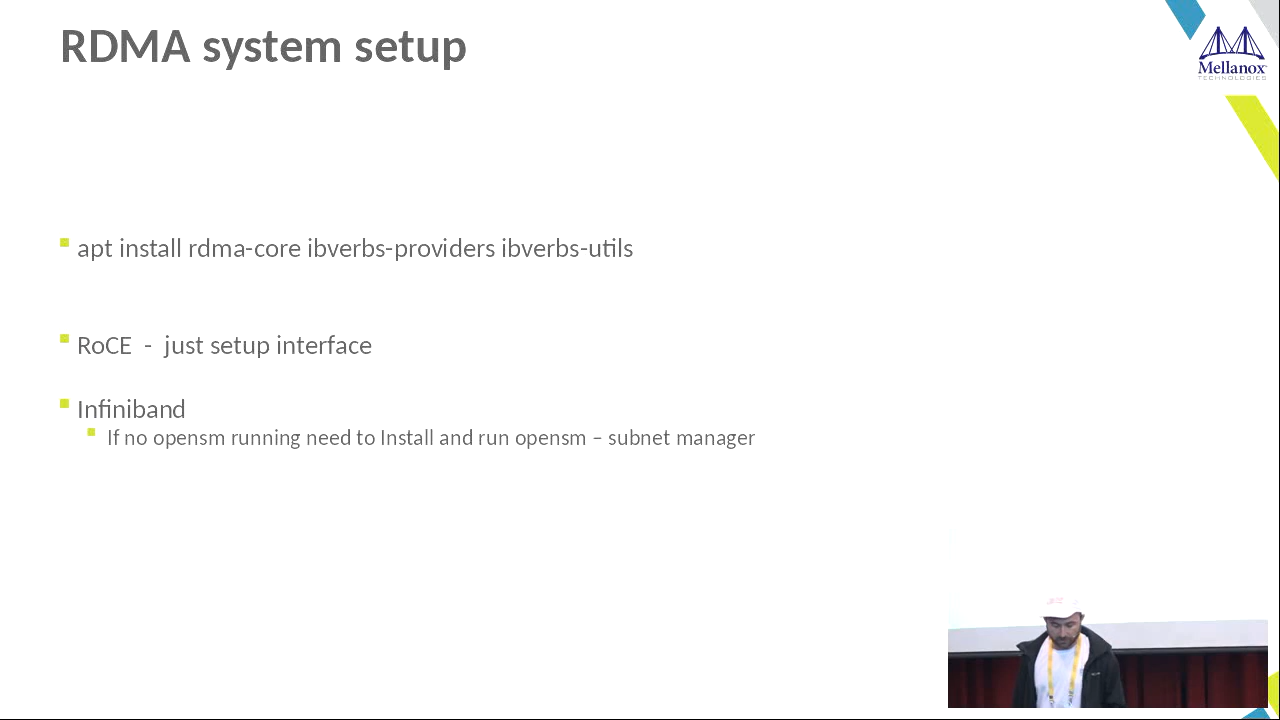 RDMA system setup
Mellanox
TECHNOLOGIES
apt install rdma-core ibverbs-providers ibverbs-utils
RoCE - just setup interface
Infiniband
If no opensm running need to Install and run opensm – subnet manager